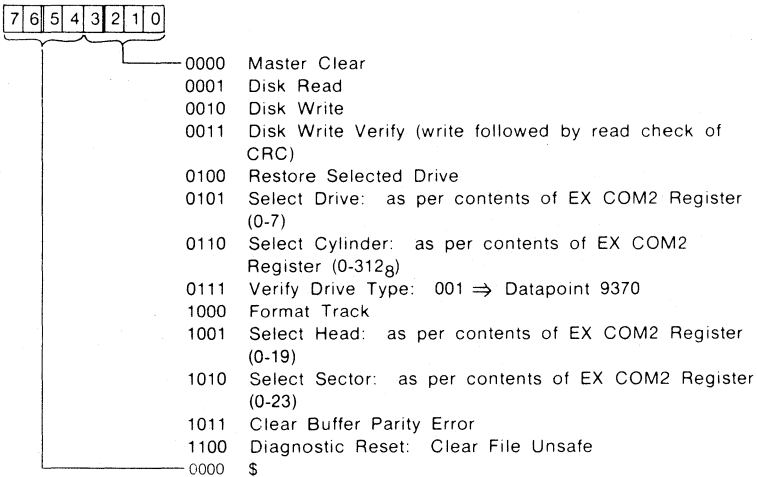 7 6 5 4 3 2 1 0
0000 Master Clear
0001 Disk Read
0010 Disk Write
0011 Disk Write Verify (write followed by read check of
CRC)
0100 Restore Selected Drive
0101 Select Drive: as per contents of EX COM2 Register
(0-7)
0110 Select Cylinder: as per contents of EX COM2
Register (0-312₈)
0111 Verify Drive Type: 001 ⇒ Datapoint 9370
1000 Format Track
1001 Select Head: as per contents of EX COM2 Register
(0-19)
1010 Select Sector: as per contents of EX COM2 Register
(0-23)
1011 Clear Buffer Parity Error
1100 Diagnostic Reset: Clear File Unsafe
0000 $